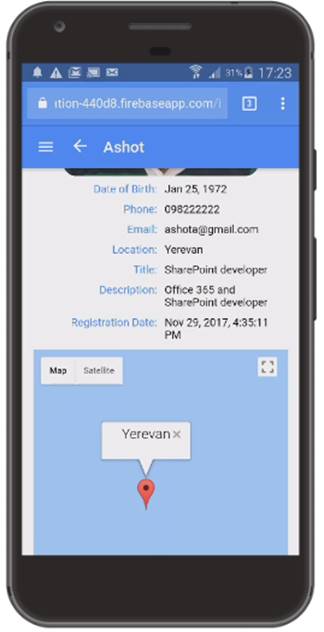 31% 17:23
ation-440d8.firebaseapp.com/i
3
Ashot
Date of Birth: Jan 25, 1972
Phone: 098222222
Email: ashota@gmail.com
Location: Yerevan
Title: SharePoint developer
Description: Office 365 and
SharePoint developer
Registration Date: Nov 29, 2017, 4:35:11
PM
Map Satellite
Yerevan ×